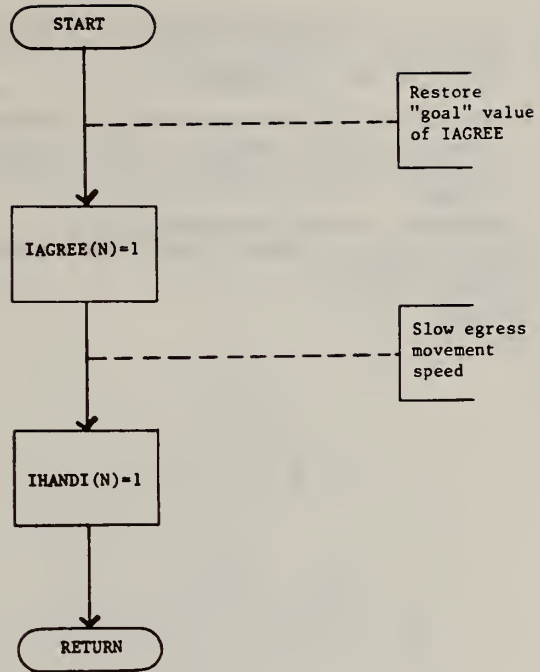 START
Restore
"goal" value
of IAGREE
IAGREE(N)=1
Slow egress
movement
speed
IHANDI(N)=1
RETURN